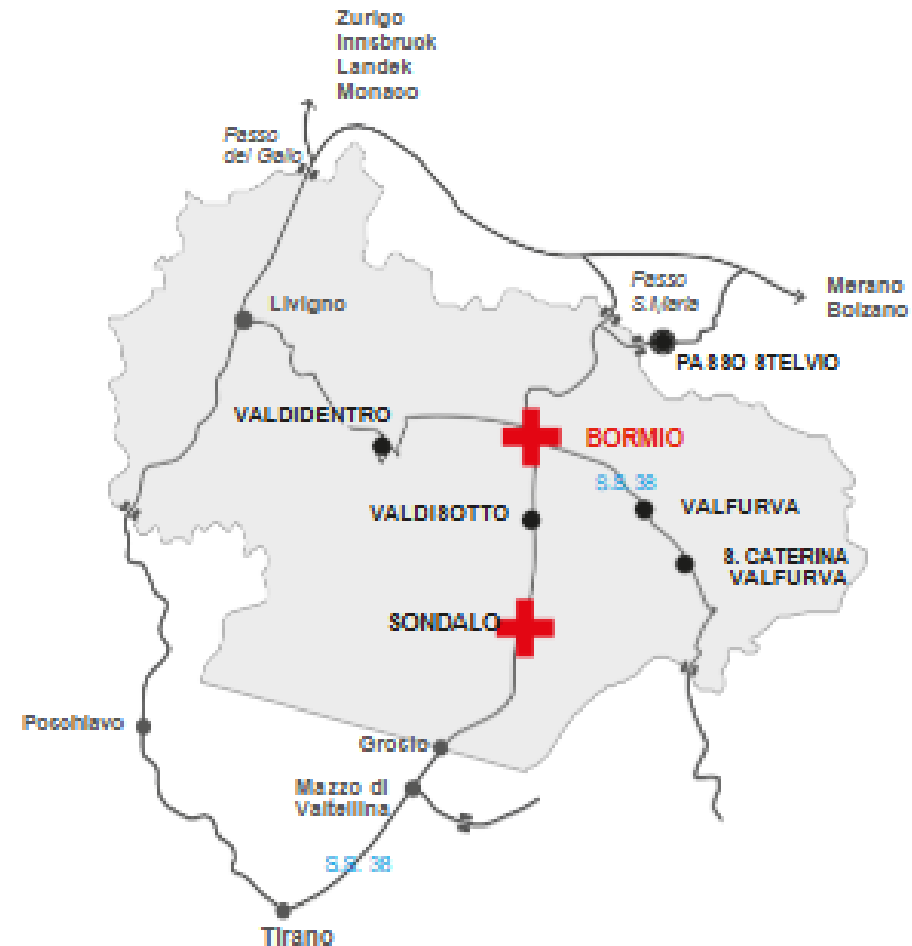 Zurigo
Innsbruok
Landek
Monaco
Passo
del Gallo
Livigno
Passo
S.Maria
Merano
Bolzano
PASSO STELVIO
VALDIDENTRO
BORMIO
S.S. 38
VALDISOTTO
VALFURVA
S. CATERINA
VALFURVA
SONDALO
Poschiavo
Grosio
Mazzo di
Valtellina
S.S. 38
Tirano